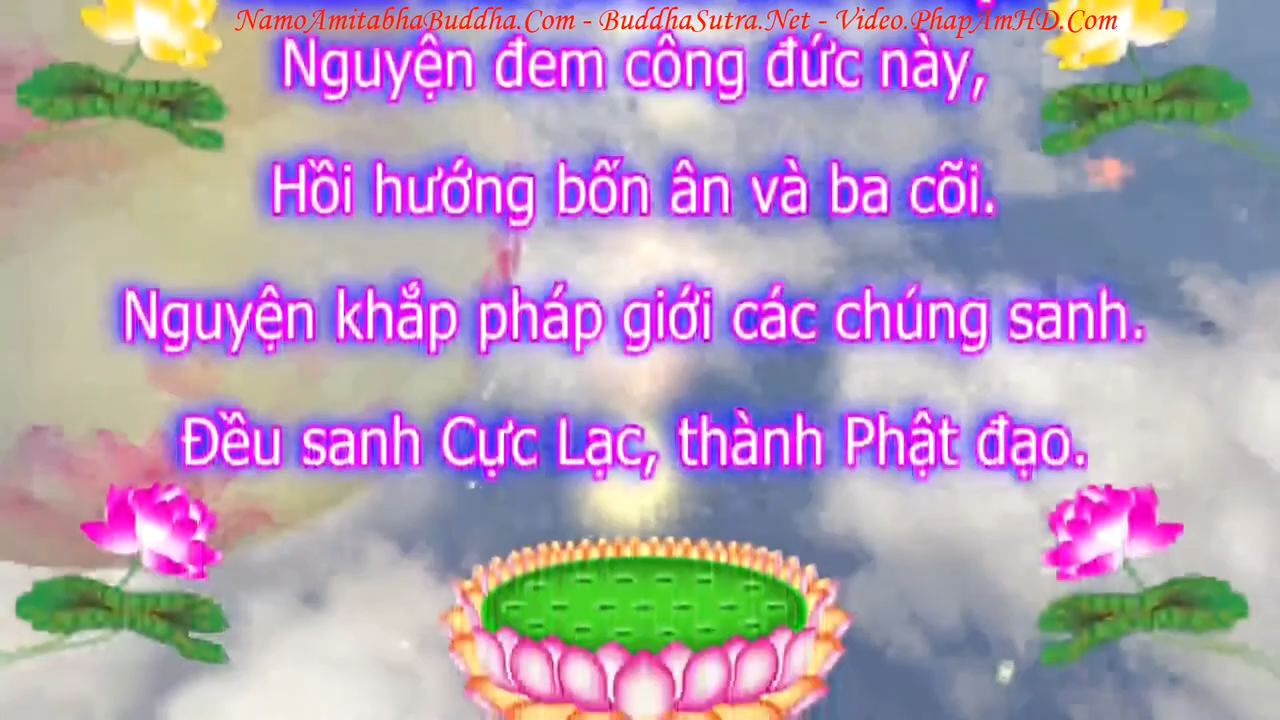 NamoAmitabhaBuddha.Com - BuddhaSutra.Net - Video.PhapAmHD.Com
Nguyện đem công đức này,
Hồi hướng bốn ân và ba cõi.
Nguyện khắp pháp giới các chúng sanh.
Đều sanh Cực Lạc, thành Phật đạo.